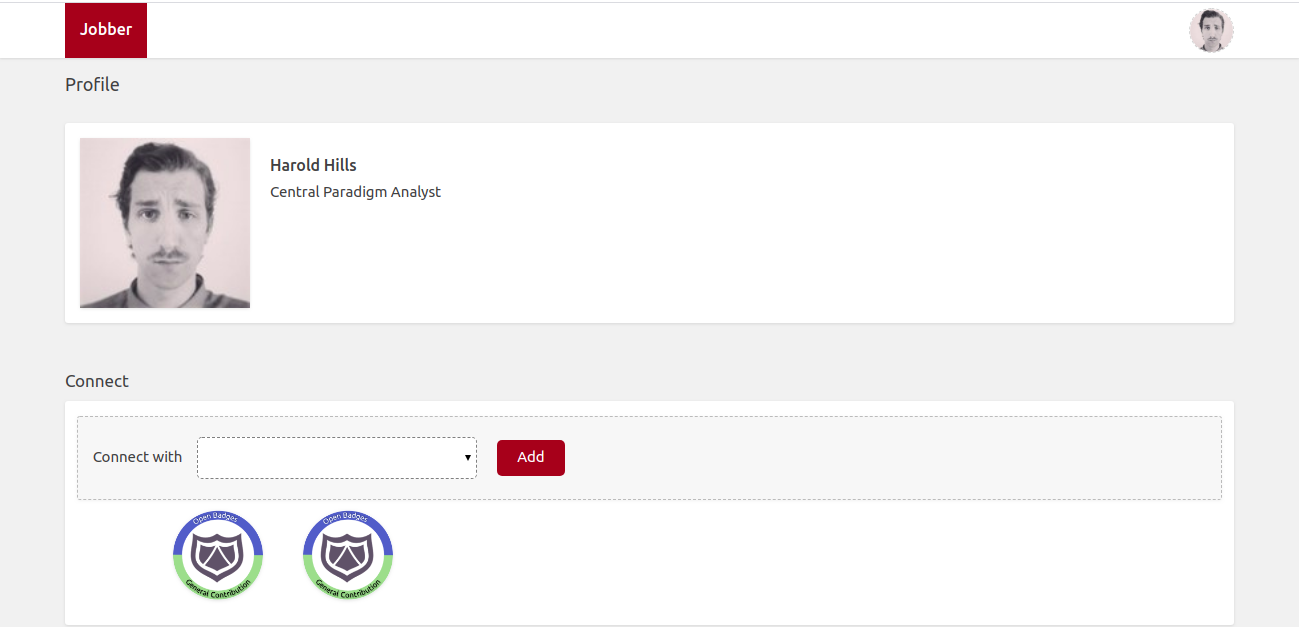 Jobber
Profile
Harold Hills
Central Paradigm Analyst
Connect
Connect with
Add
Open Badges
General Contribution
Open Badges
General Contribution